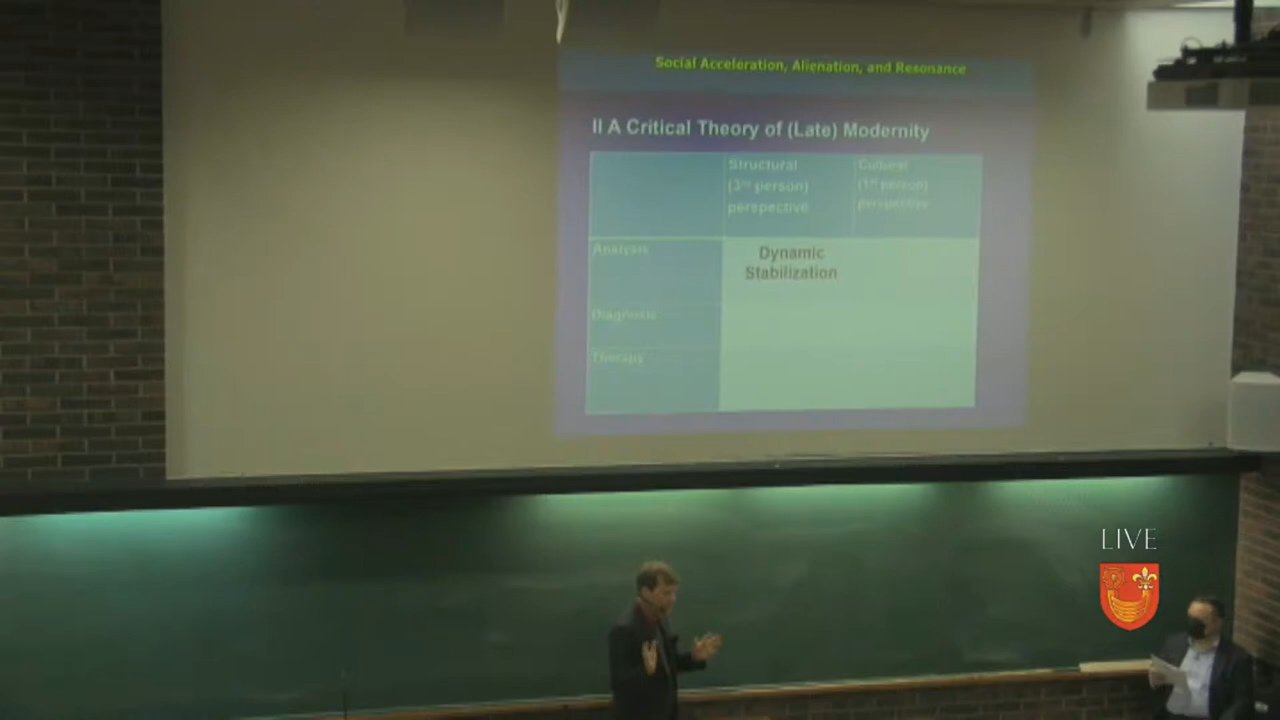 Social Acceleration, Alienation, and Resonance
II A Critical Theory of (Late) Modernity
Structural
(3rd person)
perspective
Cultural
(1st person)
perspective
Analysis
Dynamic
Stabilization
Diagnosis
Therapy
LIVE